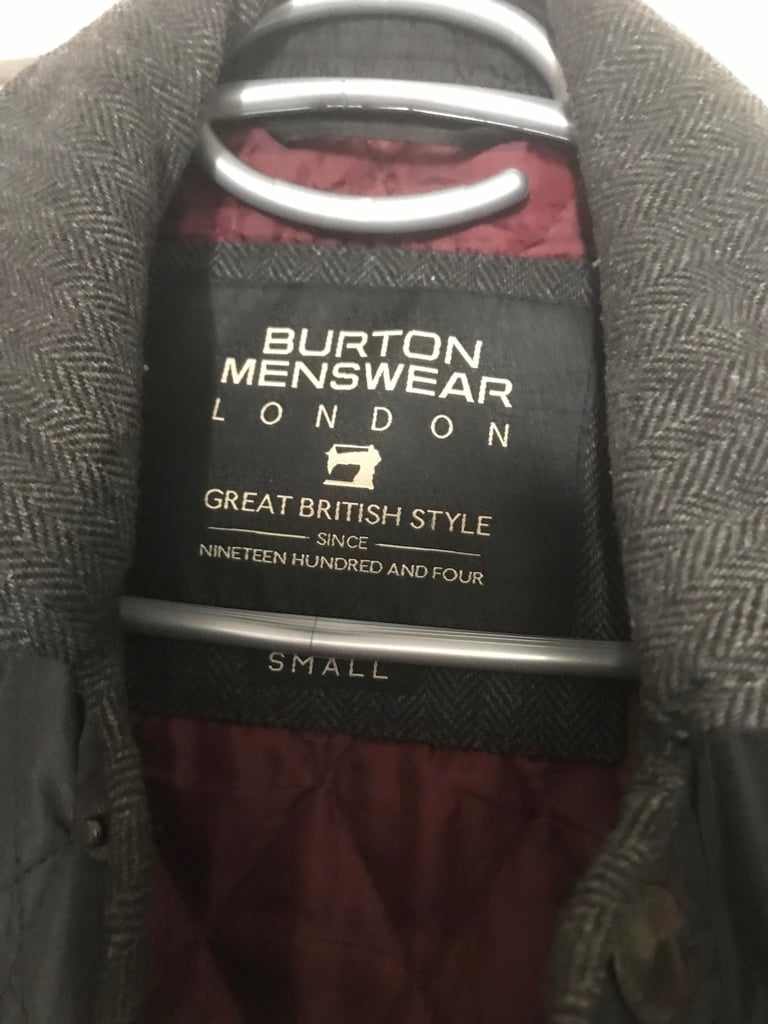 BURTON
MENSWEAR
LONDON
GREAT BRITISH STYLE
SINCE
NINETEEN HUNDRED AND FOUR
SMALL